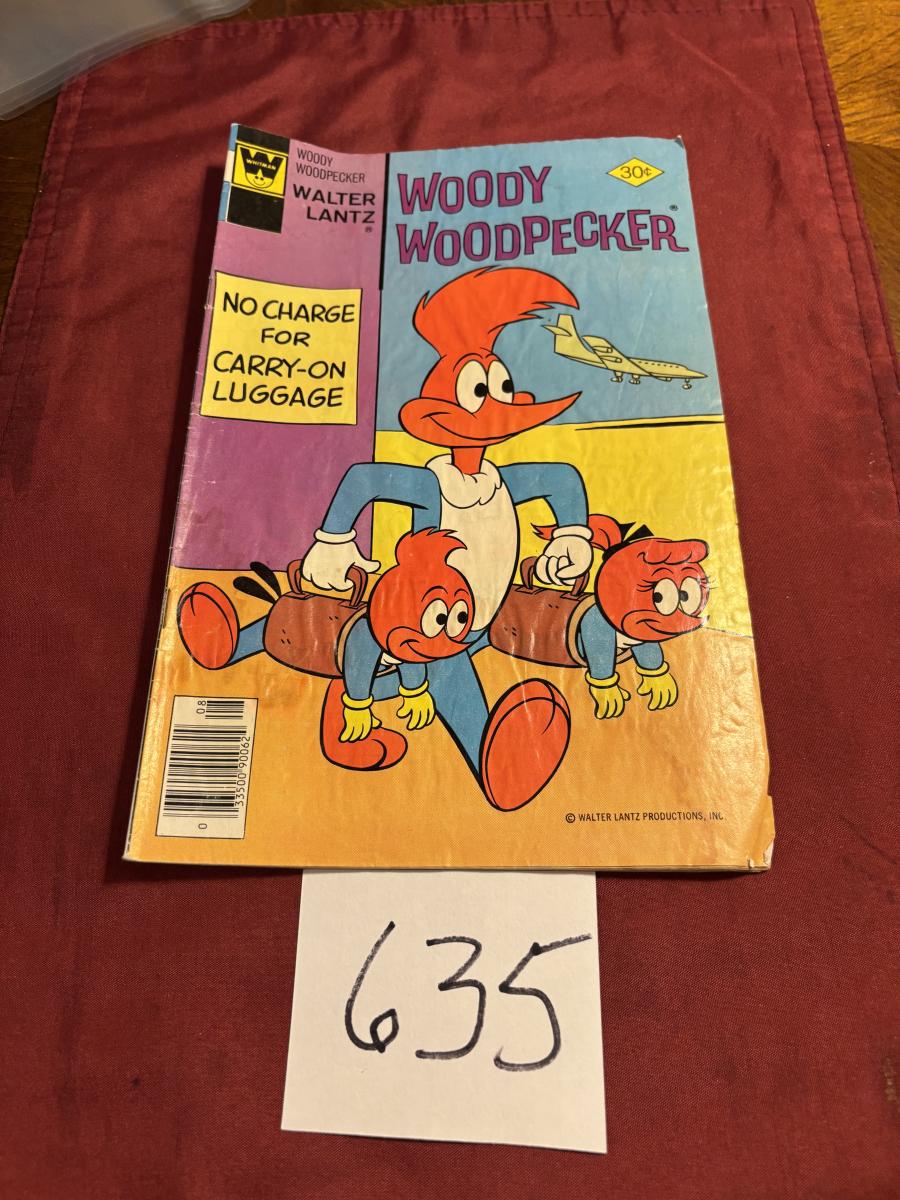 WHITMAN
WOODY
WOODPECKER
WALTER
LANTZ
®
WOODY
WOODPECKER®
30¢
NO CHARGE
FOR
CARRY-ON
LUGGAGE
08
0 33500 90062
© WALTER LANTZ PRODUCTIONS, INC.
635